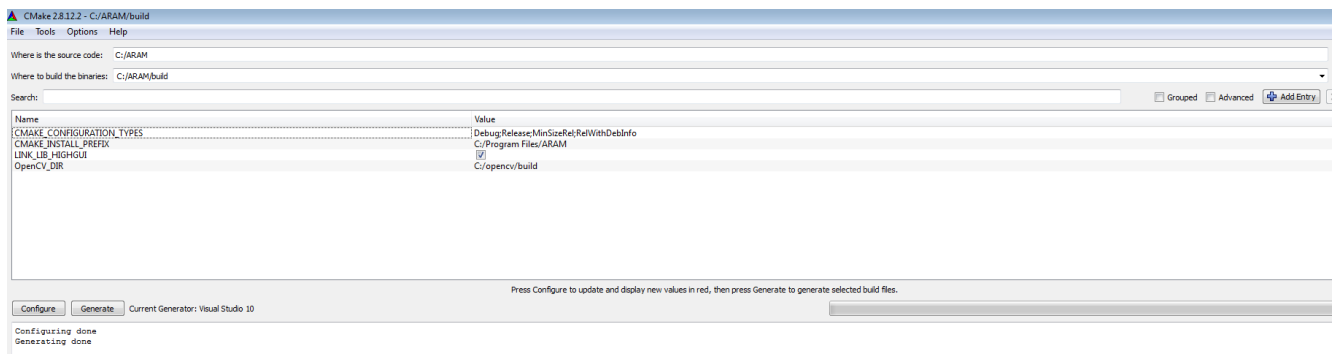 CMake 2.8.12.2 - C:/ARAM/build
File Tools Options Help
Where is the source code: C:/ARAM
Where to build the binaries: C:/ARAM/build
Search: Grouped Advanced Add Entry
Name Value
CMAKE_CONFIGURATION_TYPES Debug;Release;MinSizeRel;RelWithDebInfo
CMAKE_INSTALL_PREFIX C:/Program Files/ARAM
LINK_LIB_HIGHGUI
OpenCV_DIR C:/opencv/build
Press Configure to update and display new values in red, then press Generate to generate selected build files.
Configure Generate Current Generator: Visual Studio 10
Configuring done
Generating done